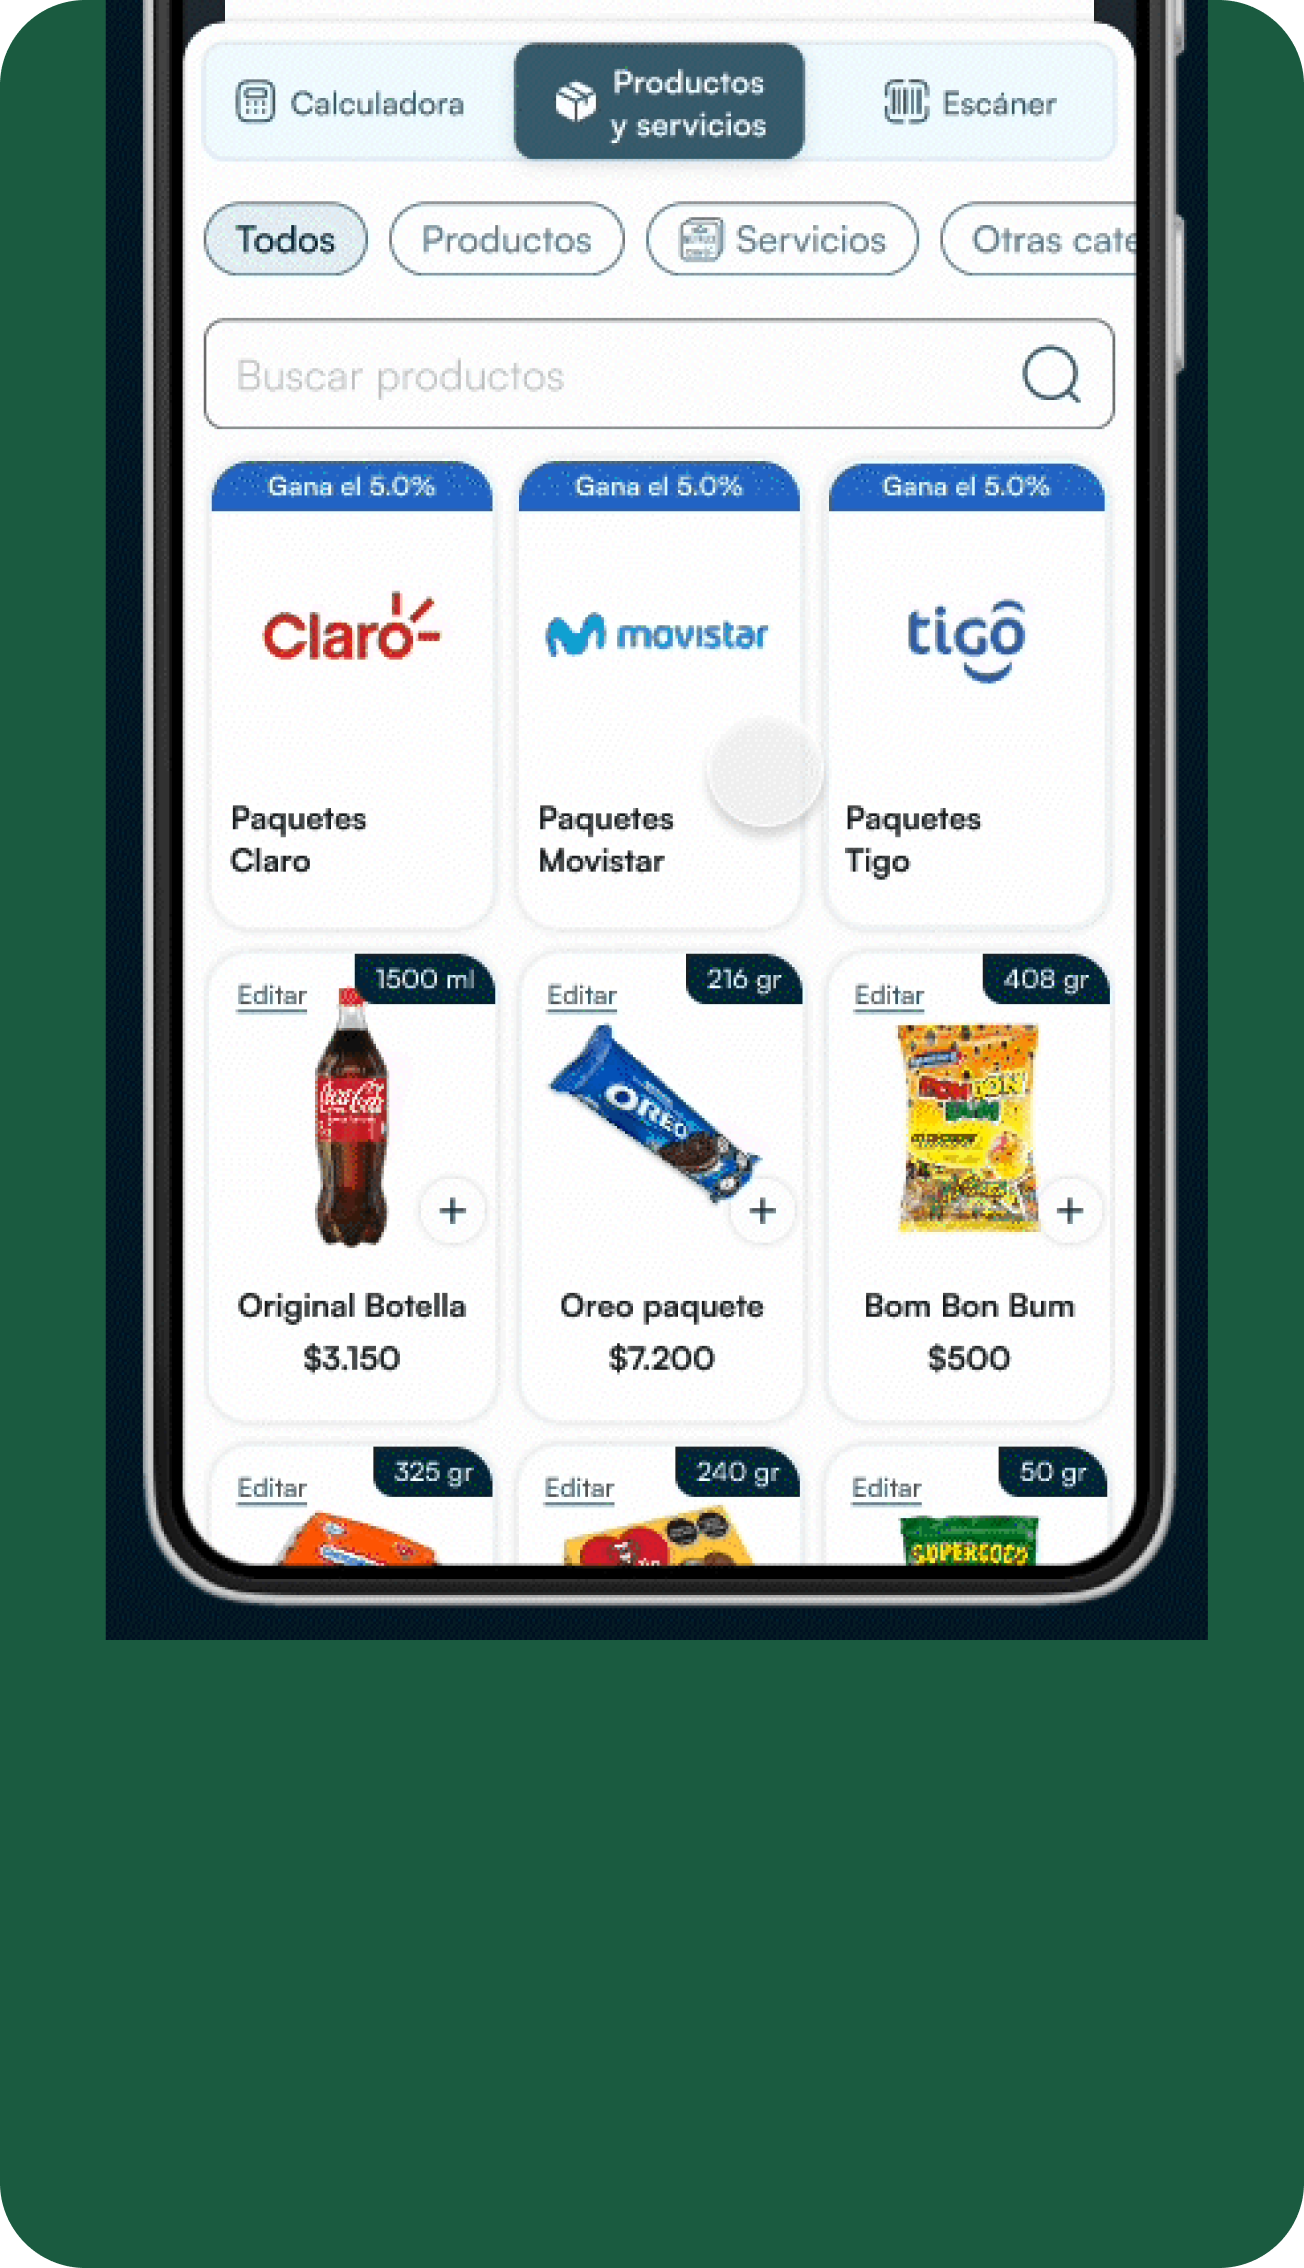 Calculadora
Productos
y servicios
Escáner
Todos
Productos
Servicios
Otras cate
Buscar productos
Gana el 5.0%
Gana el 5.0%
Gana el 5.0%
Claro
movistar
tigo
Paquetes
Claro
Paquetes
Movistar
Paquetes
Tigo
Editar
1500 ml
Editar
216 gr
Editar
408 gr
Coca-Cola
OREO
BON BON
BUM
Original Botella
Oreo paquete
Bom Bon Bum
$3.150
$7.200
$500
Editar
325 gr
Editar
240 gr
Editar
50 gr
SUPERCOCO